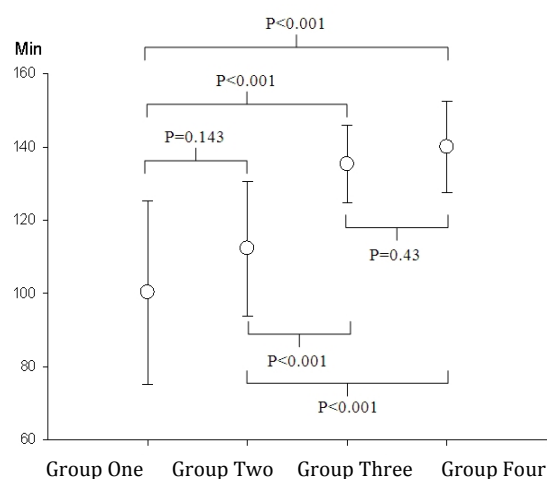 P<0.001
Min
160
P<0.001
140
P=0.143
120
P=0.43
100
P<0.001
80
P<0.001
60
Group One Group Two Group Three Group Four